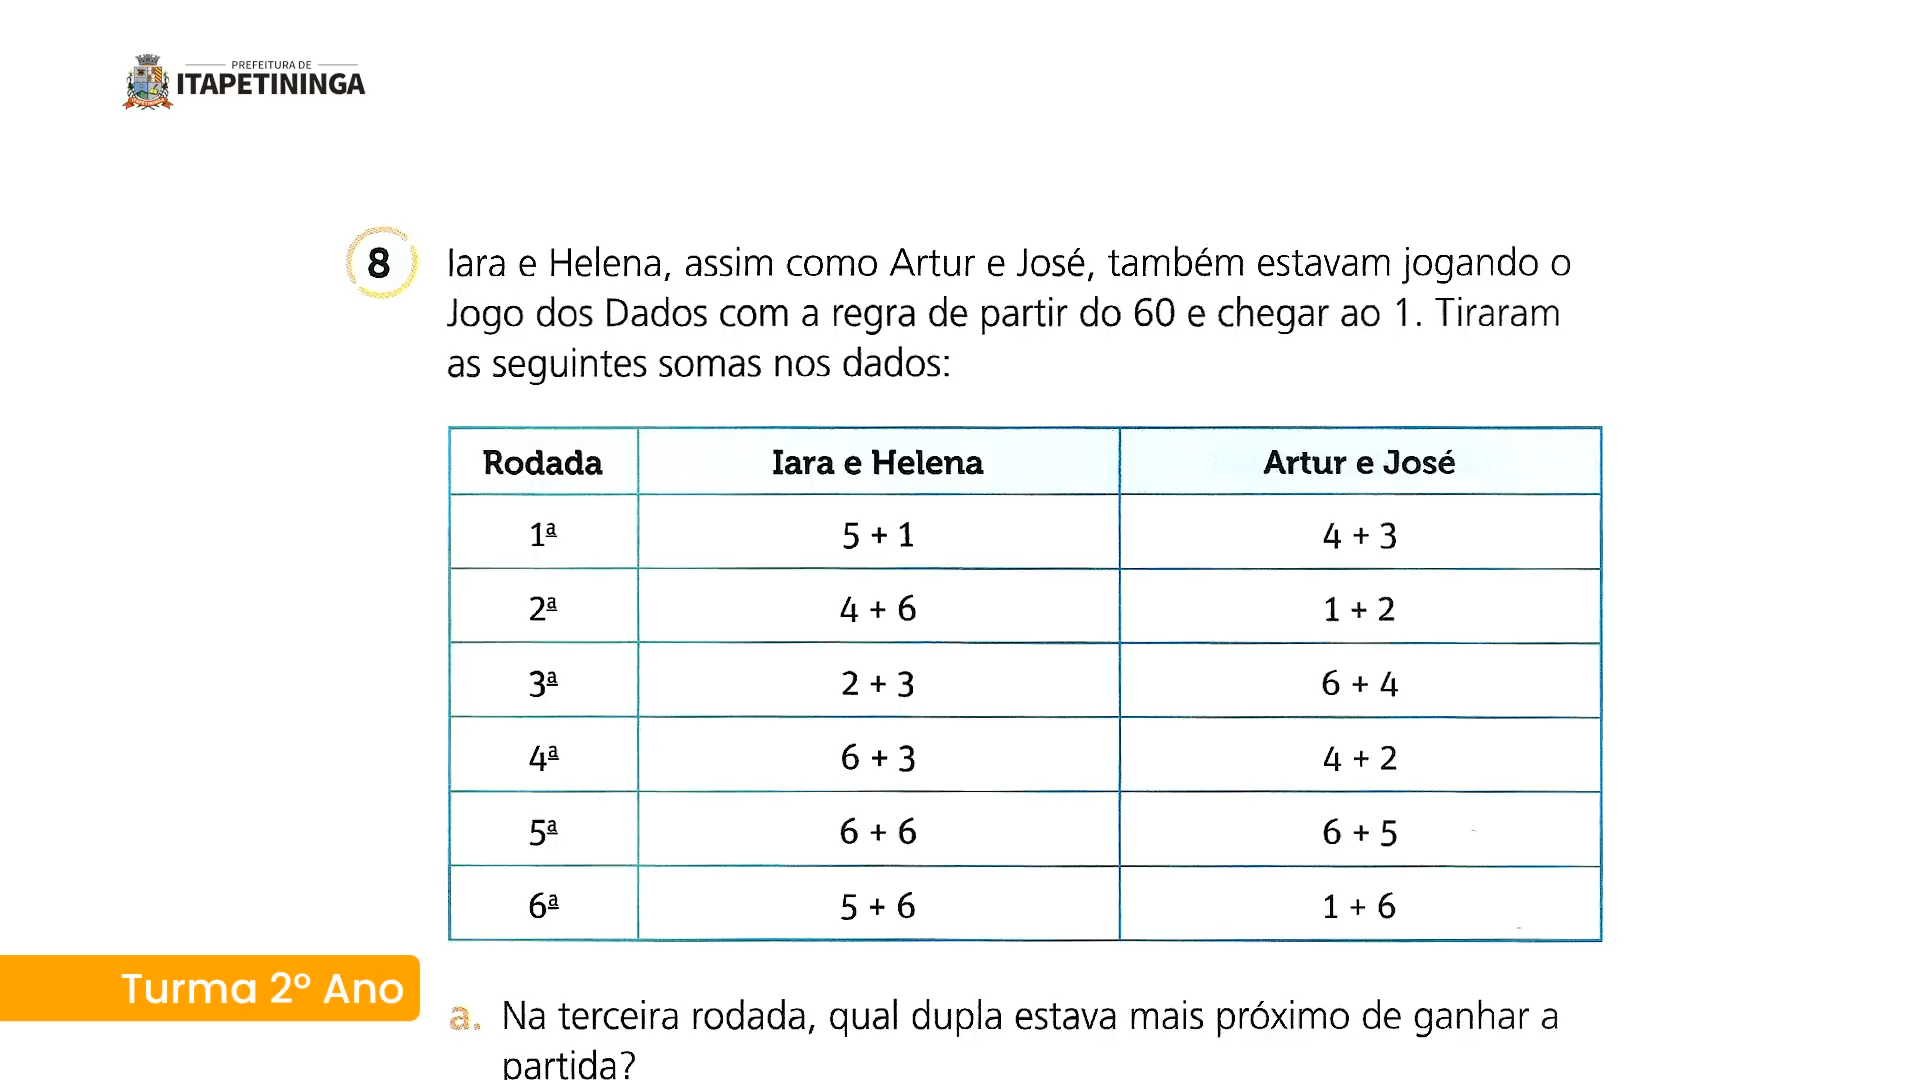 PREFEITURA DE
ITAPETININGA
8 Iara e Helena, assim como Artur e José, também estavam jogando o
Jogo dos Dados com a regra de partir do 60 e chegar ao 1. Tiraram
as seguintes somas nos dados:
Rodada Iara e Helena Artur e José
1ª 5 + 1 4 + 3
2ª 4 + 6 1 + 2
3ª 2 + 3 6 + 4
4ª 6 + 3 4 + 2
5ª 6 + 6 6 + 5
6ª 5 + 6 1 + 6
Turma 2º Ano
a. Na terceira rodada, qual dupla estava mais próximo de ganhar a
partida?